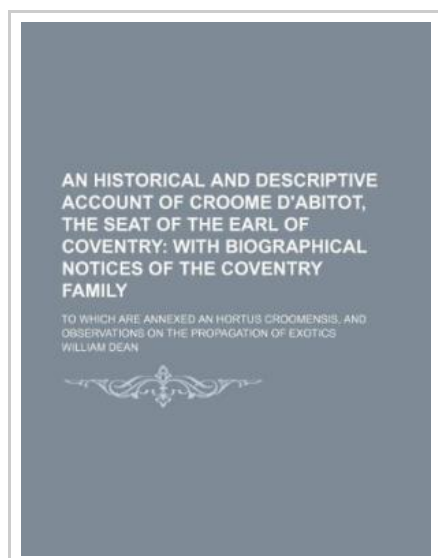 AN HISTORICAL AND DESCRIPTIVE
ACCOUNT OF CROOME D'ABITOT,
THE SEAT OF THE EARL OF
COVENTRY: WITH BIOGRAPHICAL
NOTICES OF THE COVENTRY
FAMILY
TO WHICH ARE ANNEXED AN HORTUS CROOMENSIS, AND
OBSERVATIONS ON THE PROPAGATION OF EXOTICS
WILLIAM DEAN